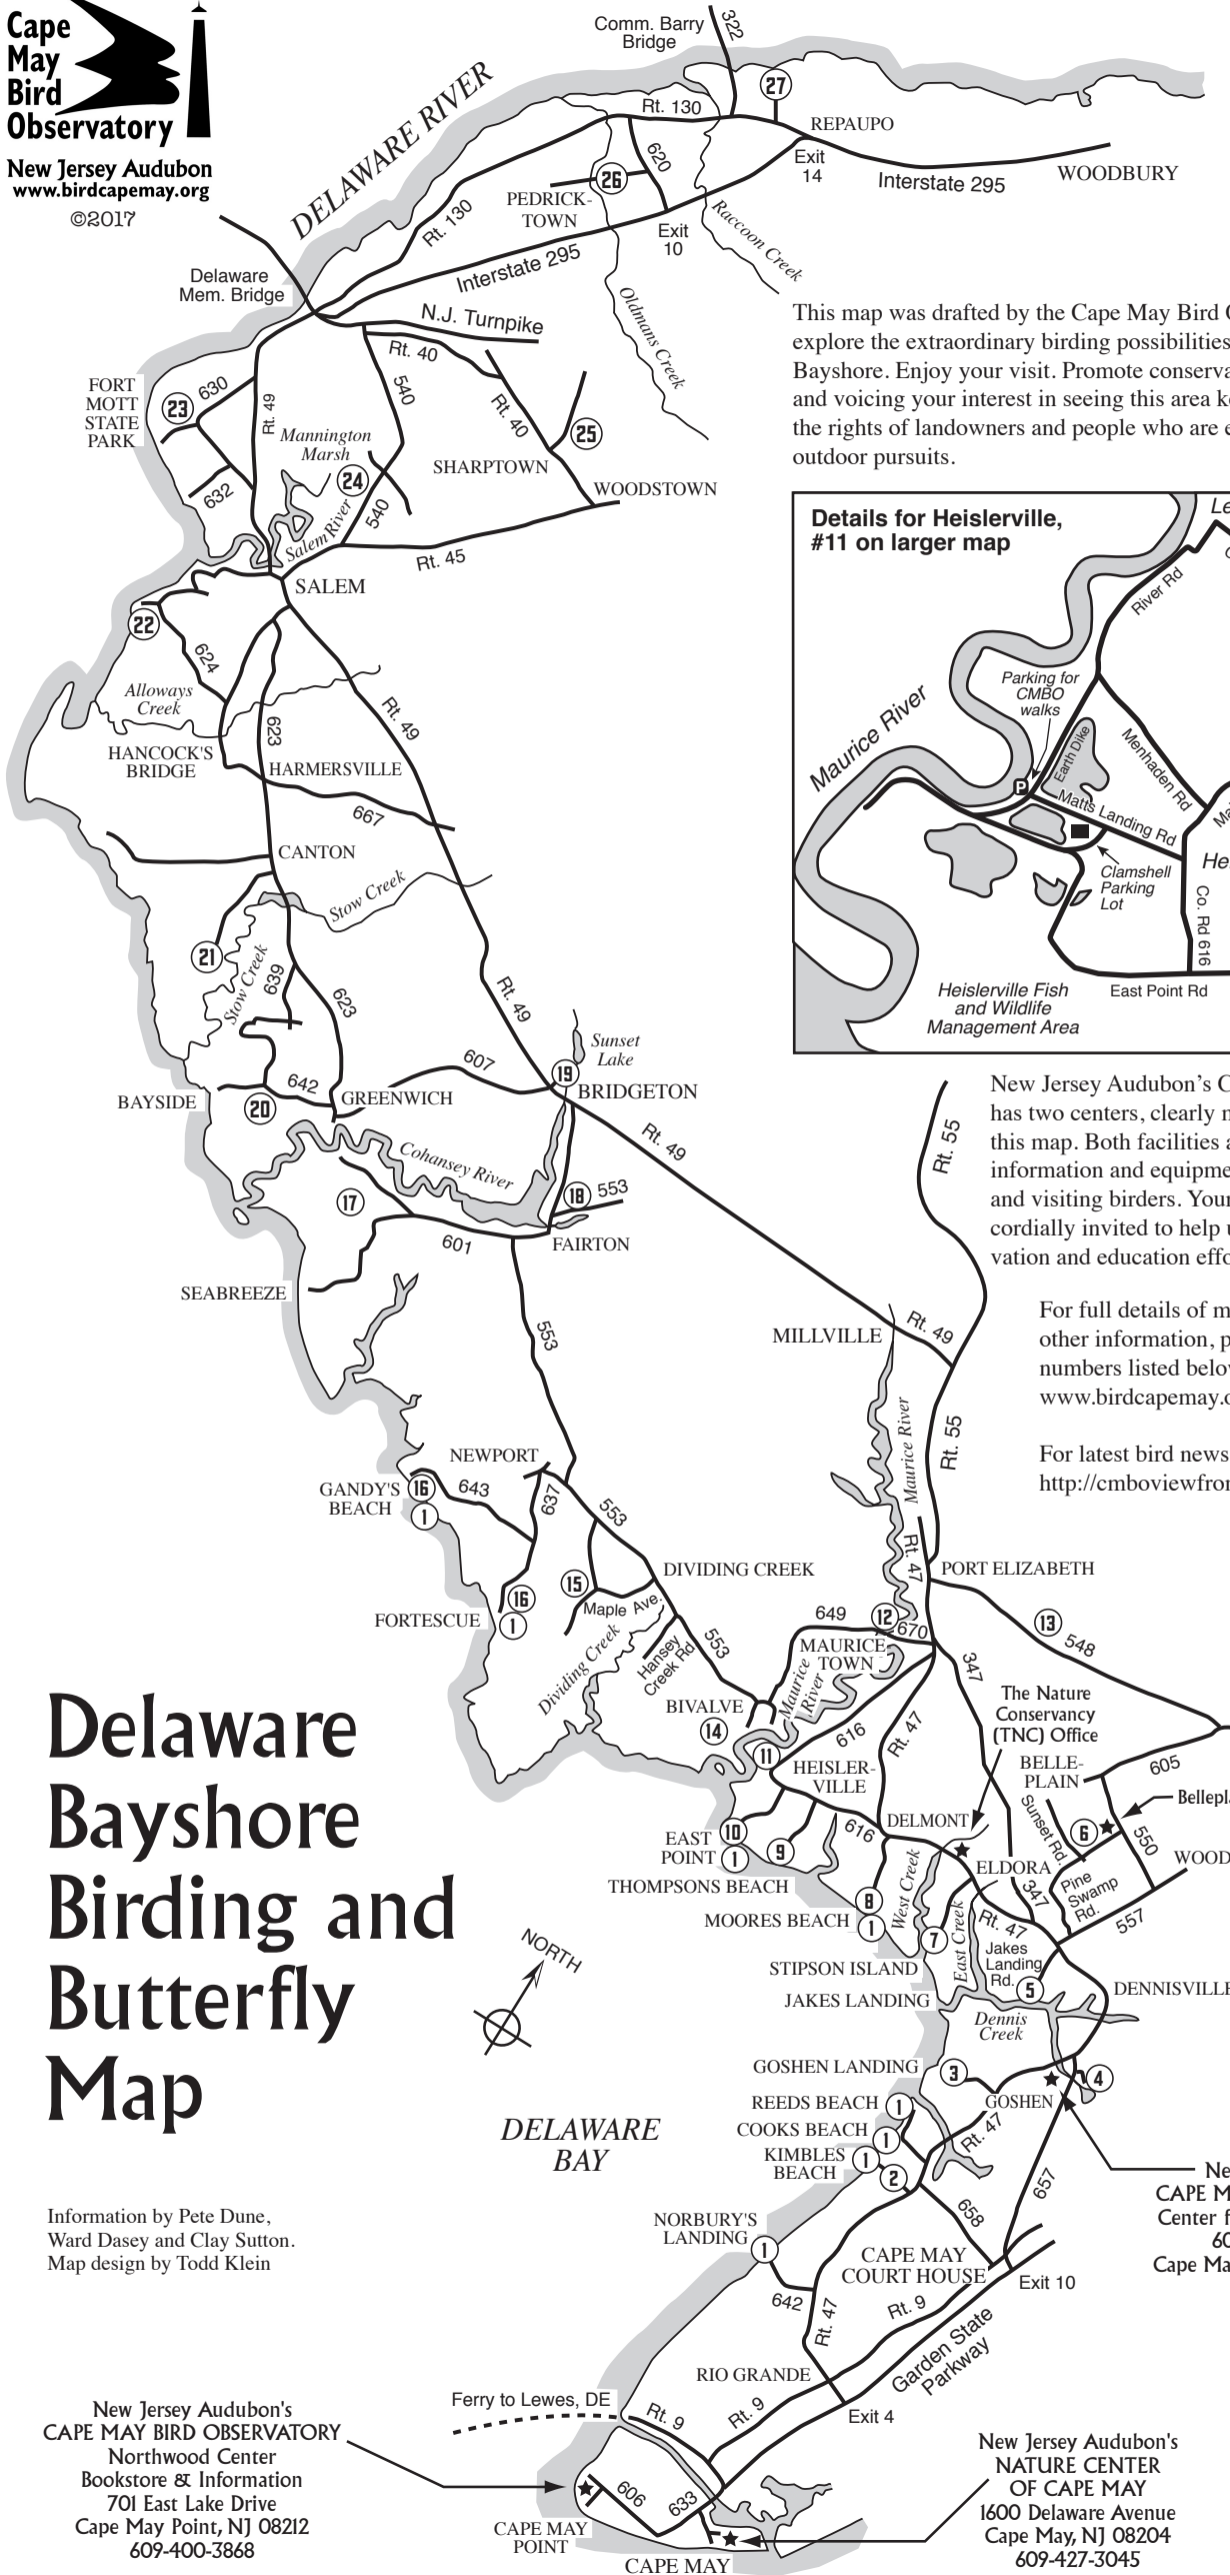 Cape
May
Bird
Observatory
New Jersey Audubon
www.birdcapemay.org
©2017
Comm. Barry
Bridge
322
27
Rt. 130
REPAUPO
DELAWARE RIVER
620
Exit
14
Interstate 295
WOODBURY
26
PEDRICK-
TOWN
Rt. 130
Exit
10
Raccoon Creek
Delaware
Mem. Bridge
Interstate 295
Oldmans Creek
N.J. Turnpike
Rt. 40
FORT
MOTT
STATE
PARK
630
23
Rt. 49
540
Rt. 40
25
Mannington
Marsh
24
SHARPTOWN
WOODSTOWN
632
Salem River
540
Rt. 45
SALEM
22
624
Alloways
Creek
HANCOCK'S
BRIDGE
623
Rt. 49
HARMERSVILLE
667
CANTON
Stow Creek
21
Stow Creek
639
623
Rt. 49
Sunset
Lake
607
19
BRIDGETON
642
GREENWICH
BAYSIDE
20
Rt. 49
Cohansey River
17
18
553
601
FAIRTON
SEABREEZE
553
This map was drafted by the Cape May Bird
explore the extraordinary birding possibilities
Bayshore. Enjoy your visit. Promote
and voicing your interest in seeing this area
the rights of landowners and people who are
outdoor pursuits.
Details for Heislerville,
#11 on larger map
River Rd
Parking for
CMBO
walks
Maurice River
Earth Dike
Menhaden Rd
P
Matts Landing Rd
Clamshell
Parking
Lot
Co. Rd 616
Heislerville Fish
and Wildlife
Management Area
East Point Rd
New Jersey Audubon's
has two centers, clearly
this map. Both facilities
information and
and visiting birders.
cordially invited to help
vation and education
For full details of
other information,
numbers listed
www.birdcapemay.
For latest bird news
http://
Rt. 55
MILLVILLE
Rt. 49
Maurice River
Rt. 55
NEWPORT
GANDY'S
BEACH
16
1
643
637
553
Rt. 47
DIVIDING CREEK
PORT ELIZABETH
15
Maple Ave.
16
1
FORTESCUE
Dividing Creek
Hansey
Creek Rd
553
649
12
670
MAURICE
TOWN
13
548
347
Maurice
River
BIVALVE
14
11
616
Rt. 47
The Nature
Conservancy
(TNC) Office
BELLE-
PLAIN
605
HEISLER-
VILLE
DELMONT
Sunset Rd.
6
550
EAST
POINT
10
1
9
616
ELDORA
347
Pine
Swamp
Rd.
557
THOMPSONS BEACH
8
1
MOORES BEACH
West Creek
7
East Creek
Rt. 47
Jakes
Landing
Rd.
5
STIPSON ISLAND
JAKES LANDING
Dennis
Creek
GOSHEN LANDING
3
4
REEDS BEACH
1
GOSHEN
COOKS BEACH
1
Rt. 47
KIMBLES
BEACH
1
2
657
658
NORBURY'S
LANDING
1
CAPE MAY
COURT HOUSE
Exit 10
642
Rt. 47
Rt. 9
Garden State
Parkway
RIO GRANDE
Exit 4
Ferry to Lewes, DE
Rt. 9
Rt. 9
606
633
CAPE MAY
POINT
CAPE MAY
Delaware
Bayshore
Birding and
Butterfly
Map
NORTH
DELAWARE
BAY
Information by Pete Dune,
Ward Dasey and Clay Sutton.
Map design by Todd Klein
New Jersey Audubon's
CAPE MAY BIRD OBSERVATORY
Northwood Center
Bookstore & Information
701 East Lake Drive
Cape May Point, NJ 08212
609-400-3868
CAPE
Center
Cape
New Jersey Audubon's
NATURE CENTER
OF CAPE MAY
1600 Delaware Avenue
Cape May, NJ 08204
609-427-3045